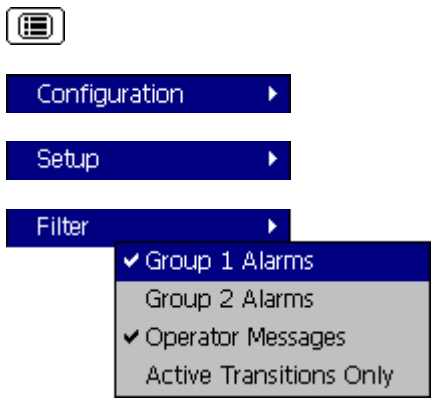 Configuration
Setup
Filter
Group 1 Alarms
Group 2 Alarms
Operator Messages
Active Transitions Only